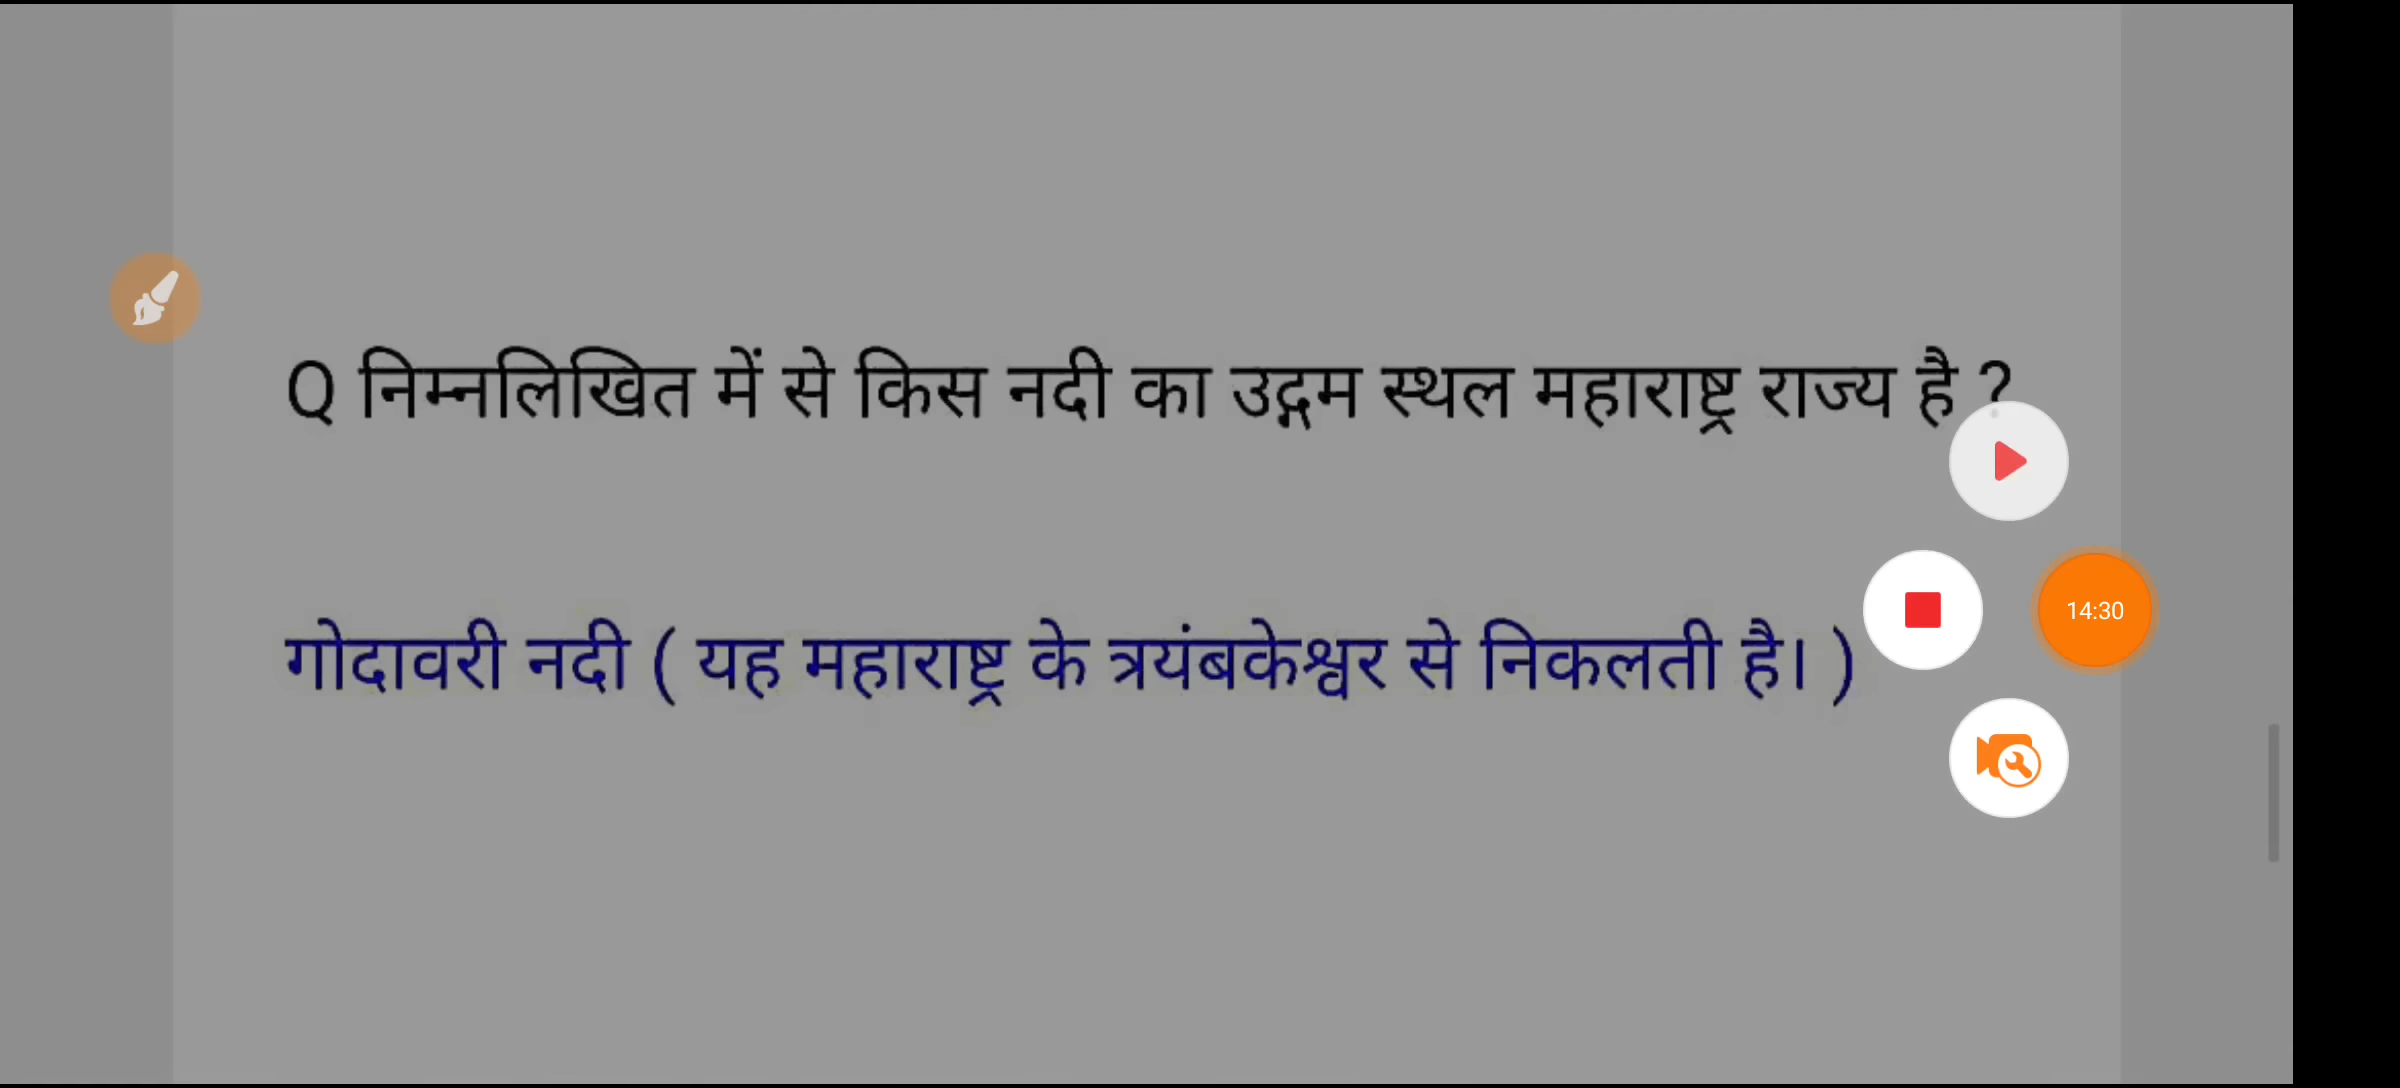 Q निम्नलिखित में से किस नदी का उद्गम स्थल महाराष्ट्र राज्य है ?
गोदावरी नदी ( यह महाराष्ट्र के त्रयंबकेश्वर से निकलती है। )
14:30